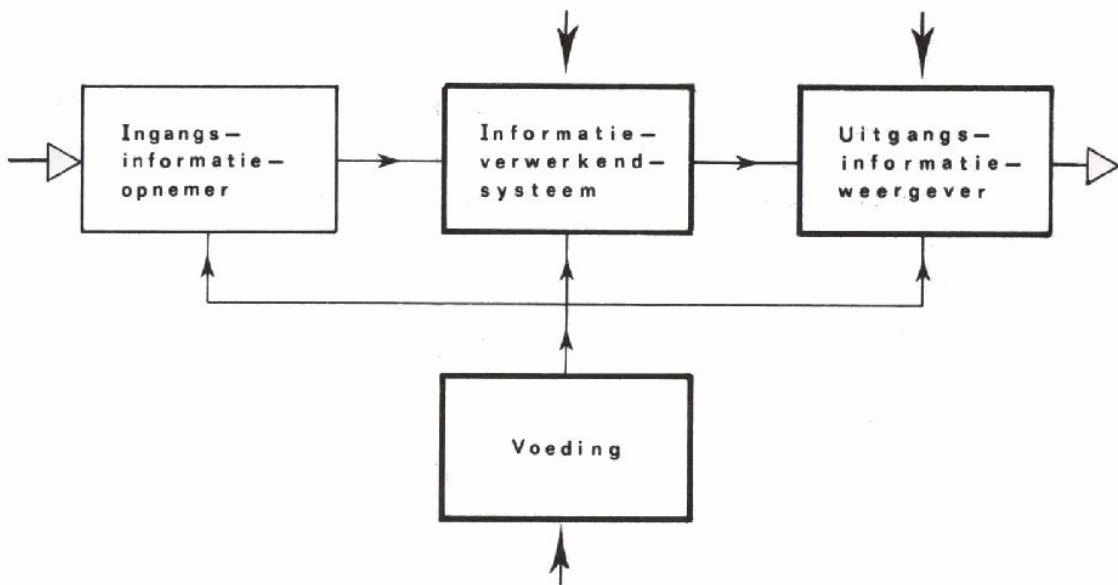 Ingangs—
informatie—
opnemer
Informatie—
verwerkend—
systeem
Uitgangs—
informatie—
weergever
Voeding